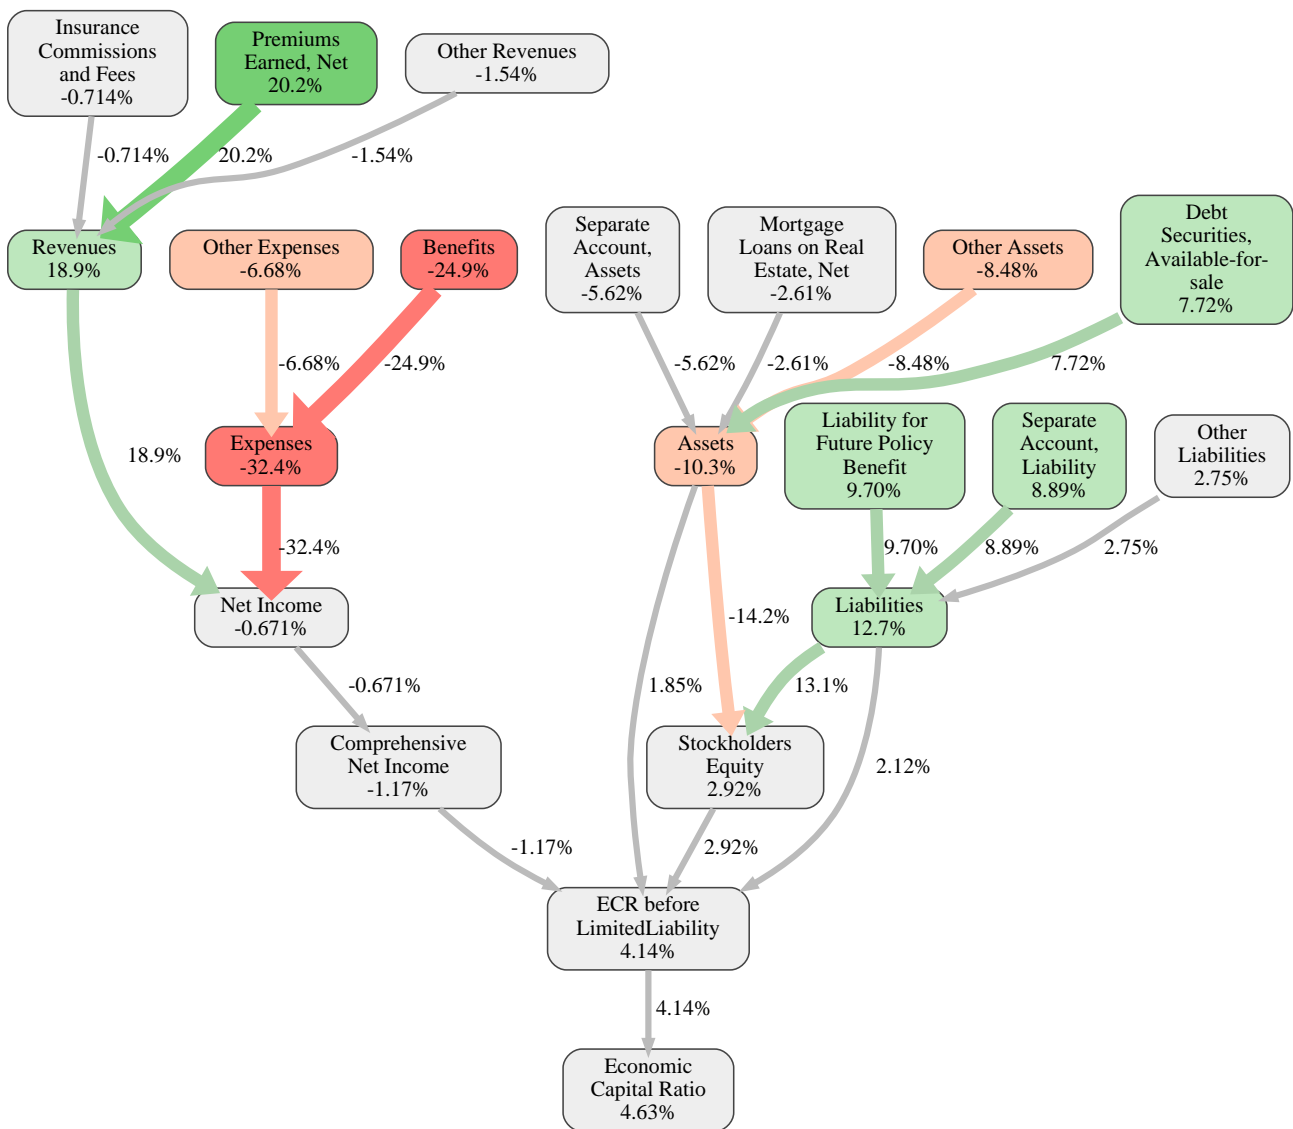 Insurance
Commissions
and Fees
-0.714%
Premiums
Earned, Net
20.2%
Other Revenues
-1.54%
-0.714%
20.2%
-1.54%
Revenues
18.9%
Other Expenses
-6.68%
Benefits
-24.9%
Separate
Account,
Assets
-5.62%
Mortgage
Loans on Real
Estate, Net
-2.61%
Other Assets
-8.48%
Debt
Securities,
Available-for-
sale
7.72%
-6.68%
-24.9%
-5.62%
-2.61%
-8.48%
7.72%
18.9%
Expenses
-32.4%
Assets
-10.3%
Liability for
Future Policy
Benefit
9.70%
Separate
Account,
Liability
8.89%
Other
Liabilities
2.75%
-32.4%
9.70%
8.89%
2.75%
Net Income
-0.671%
-14.2%
Liabilities
12.7%
-0.671%
1.85%
13.1%
Comprehensive
Net Income
-1.17%
Stockholders
Equity
2.92%
2.12%
-1.17%
2.92%
ECR before
LimitedLiability
4.14%
4.14%
Economic
Capital Ratio
4.63%